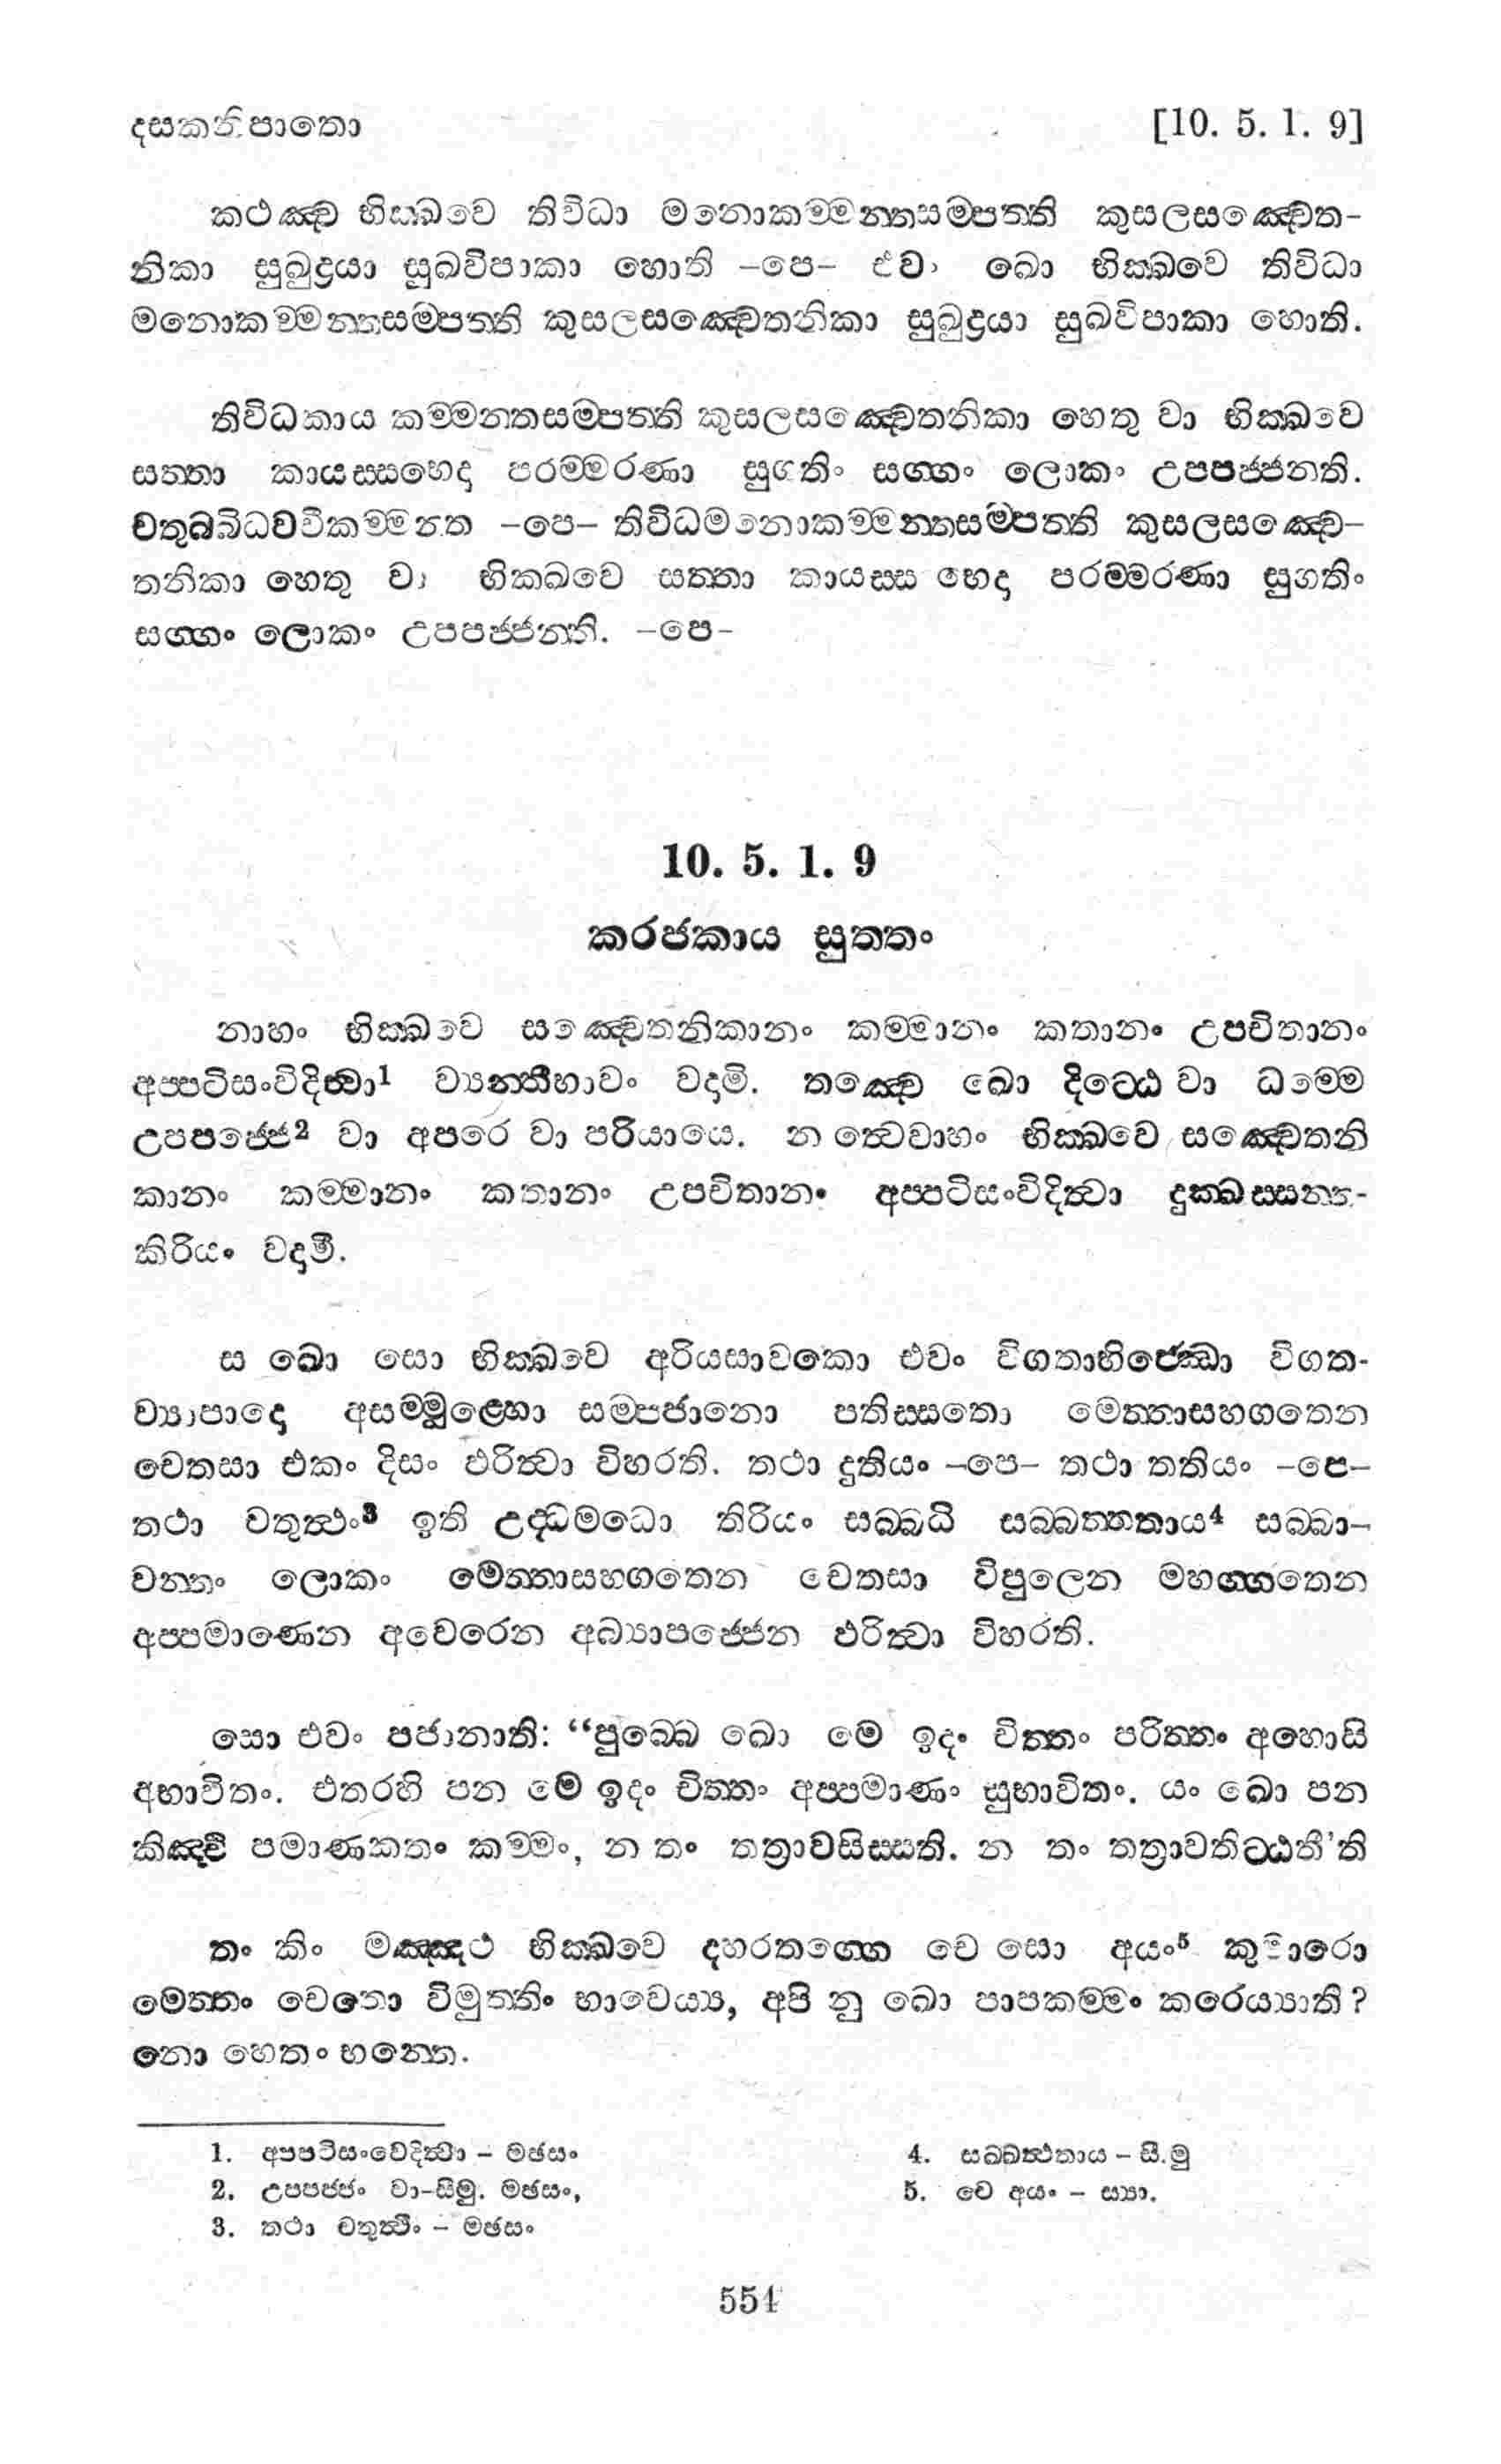 දසකනිපාතො [10. 5. 1. 9]
කථඤ්ච භික්ඛවෙ තිවිධා මනොකම්මන්තසම්පත්ති කුසලසඤ්චෙත-
නිකා සුඛුද්‍රයා සුඛවිපාකා හොති -පෙ- එවං ඛො භික්ඛවෙ තිවිධා
මනොකම්මන්තසම්පත්ති කුසලසඤ්චෙතනිකා සුඛුද්‍රයා සුඛවිපාකා හොති.
තිවිධකාය කම්මන්තසම්පත්ති කුසලසඤ්චෙතනිකා හෙතු වා භික්ඛවෙ
සත්තා කායස්සභෙදා පරම්මරණා සුගතිං සග්ගං ලොකං උපපජ්ජන්ති.
චතුබ්බිධවචීකම්මන්ත -පෙ- තිවිධමනොකම්මන්තසම්පත්ති කුසලසඤ්චෙ-
තනිකා හෙතු වා භික්ඛවෙ සත්තා කායස්ස භෙදා පරම්මරණා සුගතිං
සග්ගං ලොකං උපපජ්ජන්ති. -පෙ-
10. 5. 1. 9
කරජකාය සුත්තං
නාහං භික්ඛවෙ සඤ්චෙතනිකානං කම්මානං කතානං උපචිතානං
අප්පටිසංවිදිත්වා1 ව්‍යන්තීභාවං වදාමි. තඤ්චෙ ඛො දිට්ඨෙ වා ධම්මෙ
උපපජ්ජෙ2 වා අපරෙ වා පරියායෙ. න ත්වෙවාහං භික්ඛවෙ සඤ්චෙතනි
කානං කම්මානං කතානං උපචිතානං අප්පටිසංවිදිත්වා දුක්ඛස්සන්ත-
කිරියං වදාමී.
ස ඛො සො භික්ඛවෙ අරියසාවකො එවං විගතාභිජ්ඣො විගත-
ව්‍යාපාදො අසම්මූළ්හො සම්පජානො පතිස්සතො මෙත්තාසහගතෙන
චෙතසා එකං දිසං ඵරිත්වා විහරති. තථා දුතියං -පෙ- තථා තතියං -පෙ-
තථා චතුත්ථං3 ඉති උද්ධමධො තිරියං සබ්බධි සබ්බත්තතාය4 සබ්බා-
වන්තං ලොකං මෙත්තාසහගතෙන චෙතසා විපුලෙන මහග්ගතෙන
අප්පමාණෙන අවෙරෙන අබ්‍යාපජ්ජෙන ඵරිත්වා විහරති.
සො එවං පජානාති: “පුබ්බෙ ඛො මෙ ඉදං චිත්තං පරිත්තං අහොසි
අභාවිතං. එතරහි පන මෙ ඉදං චිත්තං අප්පමාණං සුභාවිතං. යං ඛො පන
කිඤ්චි පමාණකතං කම්මං, න තං තත්‍රාවසිස්සති. න තං තත්‍රාවතිට්ඨතී’ති
තං කිං මඤ්ඤථ භික්ඛවෙ දහරතග්ගෙ චෙ සො අයං5 කුමාරො
මෙත්තං චෙතො විමුත්තිං භාවෙය්‍ය, අපි නු ඛො පාපකම්මං කරෙය්‍යාති?
නො හෙතං භන්තෙ.
1. අප්පටිසංවෙදිත්වා - මඡසං
2. උපපජ්ජං වා-සීමු. මඡසං,
3. තථා චතුත්ථිං - මඡසං
4. සබ්බත්ථතාය - සී.මු
5. චෙ අයං - ස්‍යා.
554